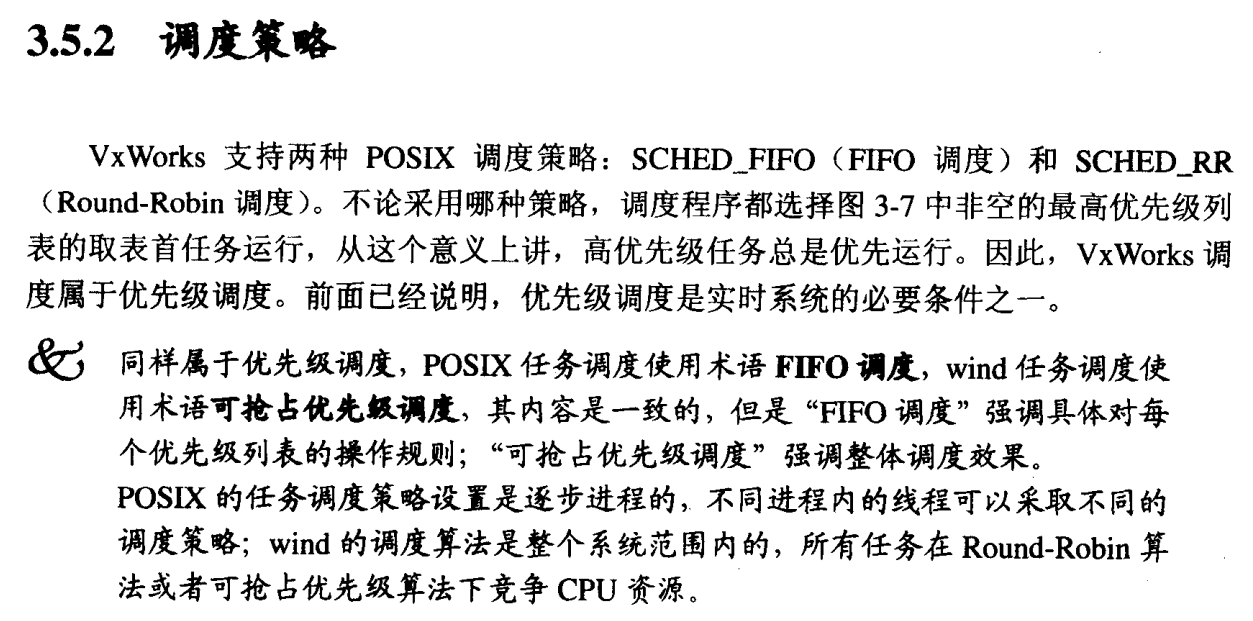 3.5.2 调度策略
VxWorks 支持两种 POSIX 调度策略：SCHED_FIFO（FIFO 调度）和 SCHED_RR
（Round-Robin 调度）。不论采用哪种策略，调度程序都选择图 3-7 中非空的最高优先级列
表的取表首任务运行，从这个意义上讲，高优先级任务总是优先运行。因此，VxWorks 调
度属于优先级调度。前面已经说明，优先级调度是实时系统的必要条件之一。
& 同样属于优先级调度，POSIX 任务调度使用术语 FIFO 调度，wind 任务调度使
用术语可抢占优先级调度，其内容是一致的，但是“FIFO 调度”强调具体对每
个优先级列表的操作规则；“可抢占优先级调度”强调整体调度效果。
POSIX 的任务调度策略设置是逐步进程的，不同进程内的线程可以采取不同的
调度策略；wind 的调度算法是整个系统范围内的，所有任务在 Round-Robin 算
法或者可抢占优先级算法下竞争 CPU 资源。